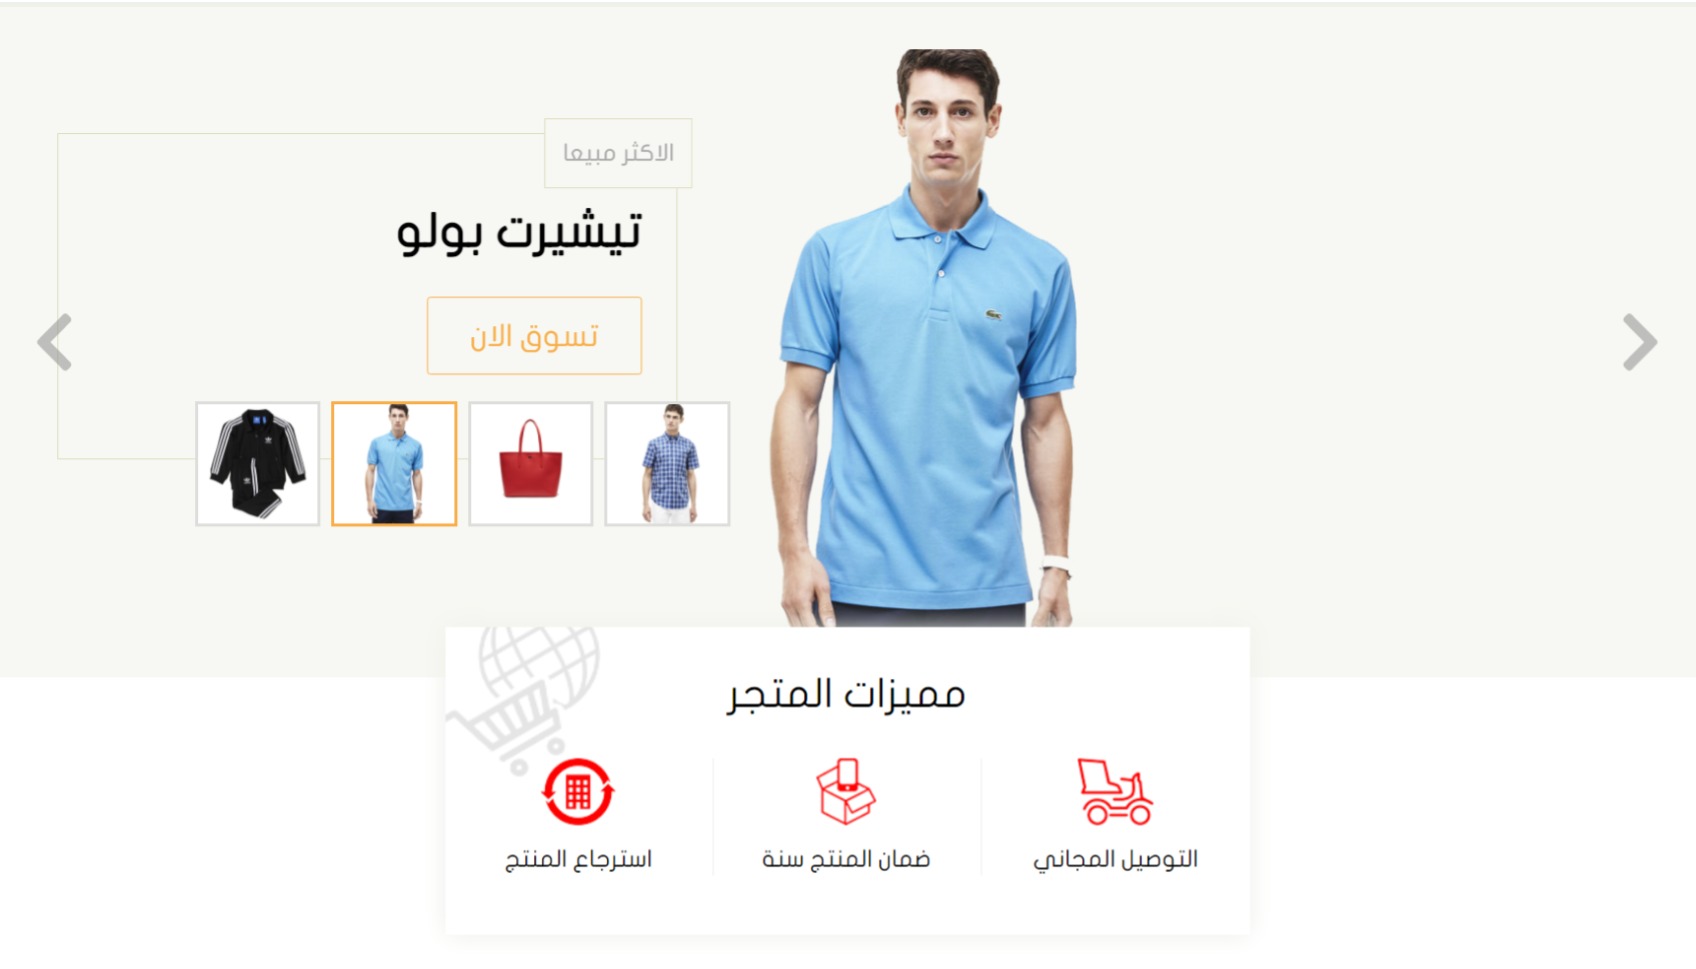 الاكثر مبيعا
تيشيرت بولو
تسوق الان
مميزات المتجر
التوصيل المجاني
ضمان المنتج سنة
استرجاع المنتج